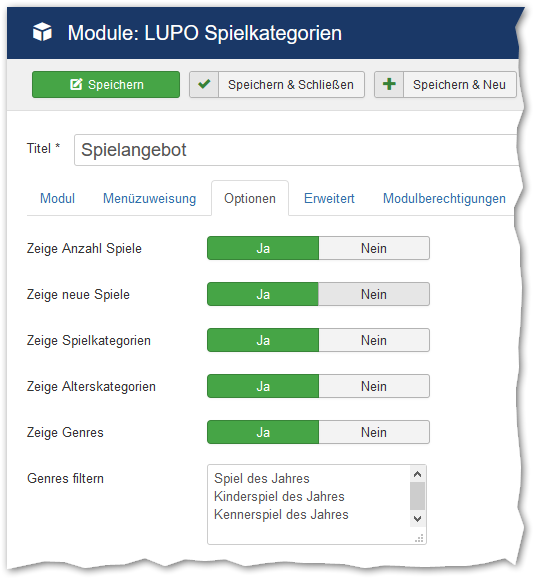 Module: LUPO Spielkategorien
Speichern Speichern & Schließen Speichern & Neu
Titel * Spielangebot
Modul Menüzuweisung Optionen Erweitert Modulberechtigungen
Zeige Anzahl Spiele Ja Nein
Zeige neue Spiele Ja Nein
Zeige Spielkategorien Ja Nein
Zeige Alterskategorien Ja Nein
Zeige Genres Ja Nein
Genres filtern Spiel des Jahres
Kinderspiel des Jahres
Kennerspiel des Jahres